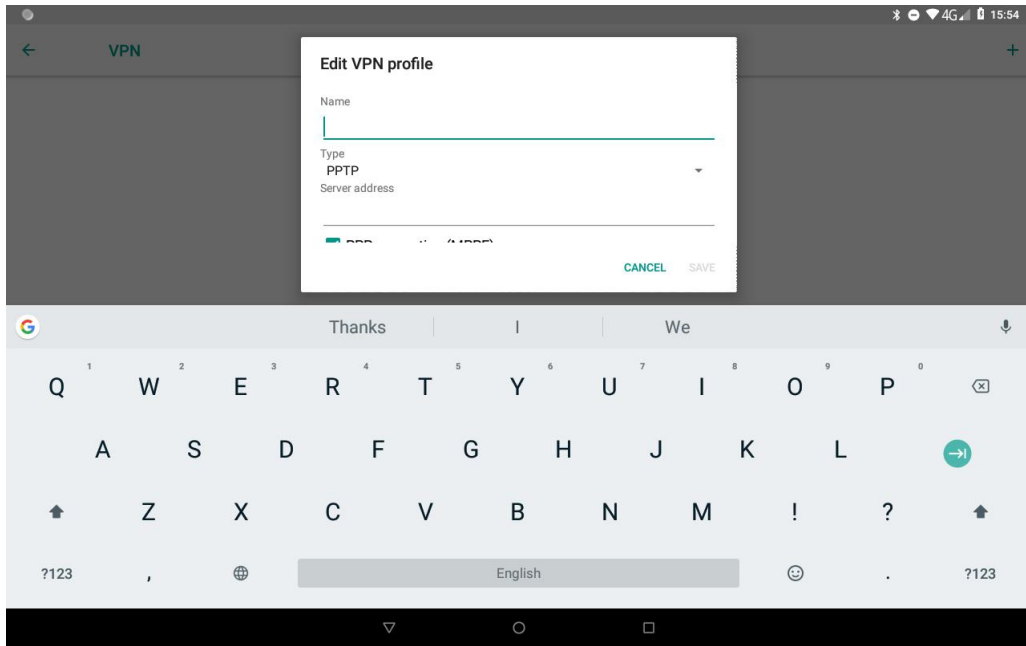 4G 15:54
VPN +
Edit VPN profile
Name
Type
PPTP
Server address
CANCEL SAVE
G Thanks I We
1 2 3 4 5 6 7 8 9 0
Q W E R T Y U I O P
A S D F G H J K L
Z X C V B N M ! ?
?123 , English . ?123